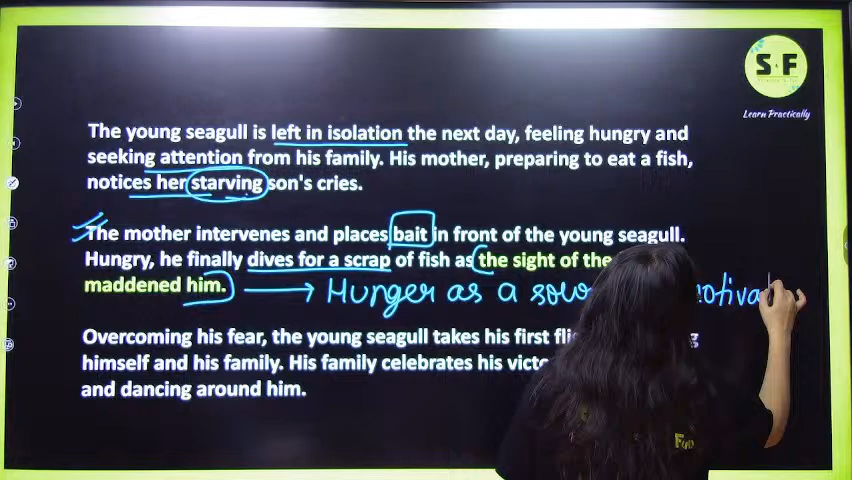 S F
Learn Practically
The young seagull is left in isolation the next day, feeling hungry and
seeking attention from his family. His mother, preparing to eat a fish,
notices her starving son's cries.
The mother intervenes and places bait in front of the young seagull.
Hungry, he finally dives for a scrap of fish as the sight of the
maddened him. Hunger as a
Overcoming his fear, the young seagull takes his first
himself and his family. His family celebrates his
and dancing around him.